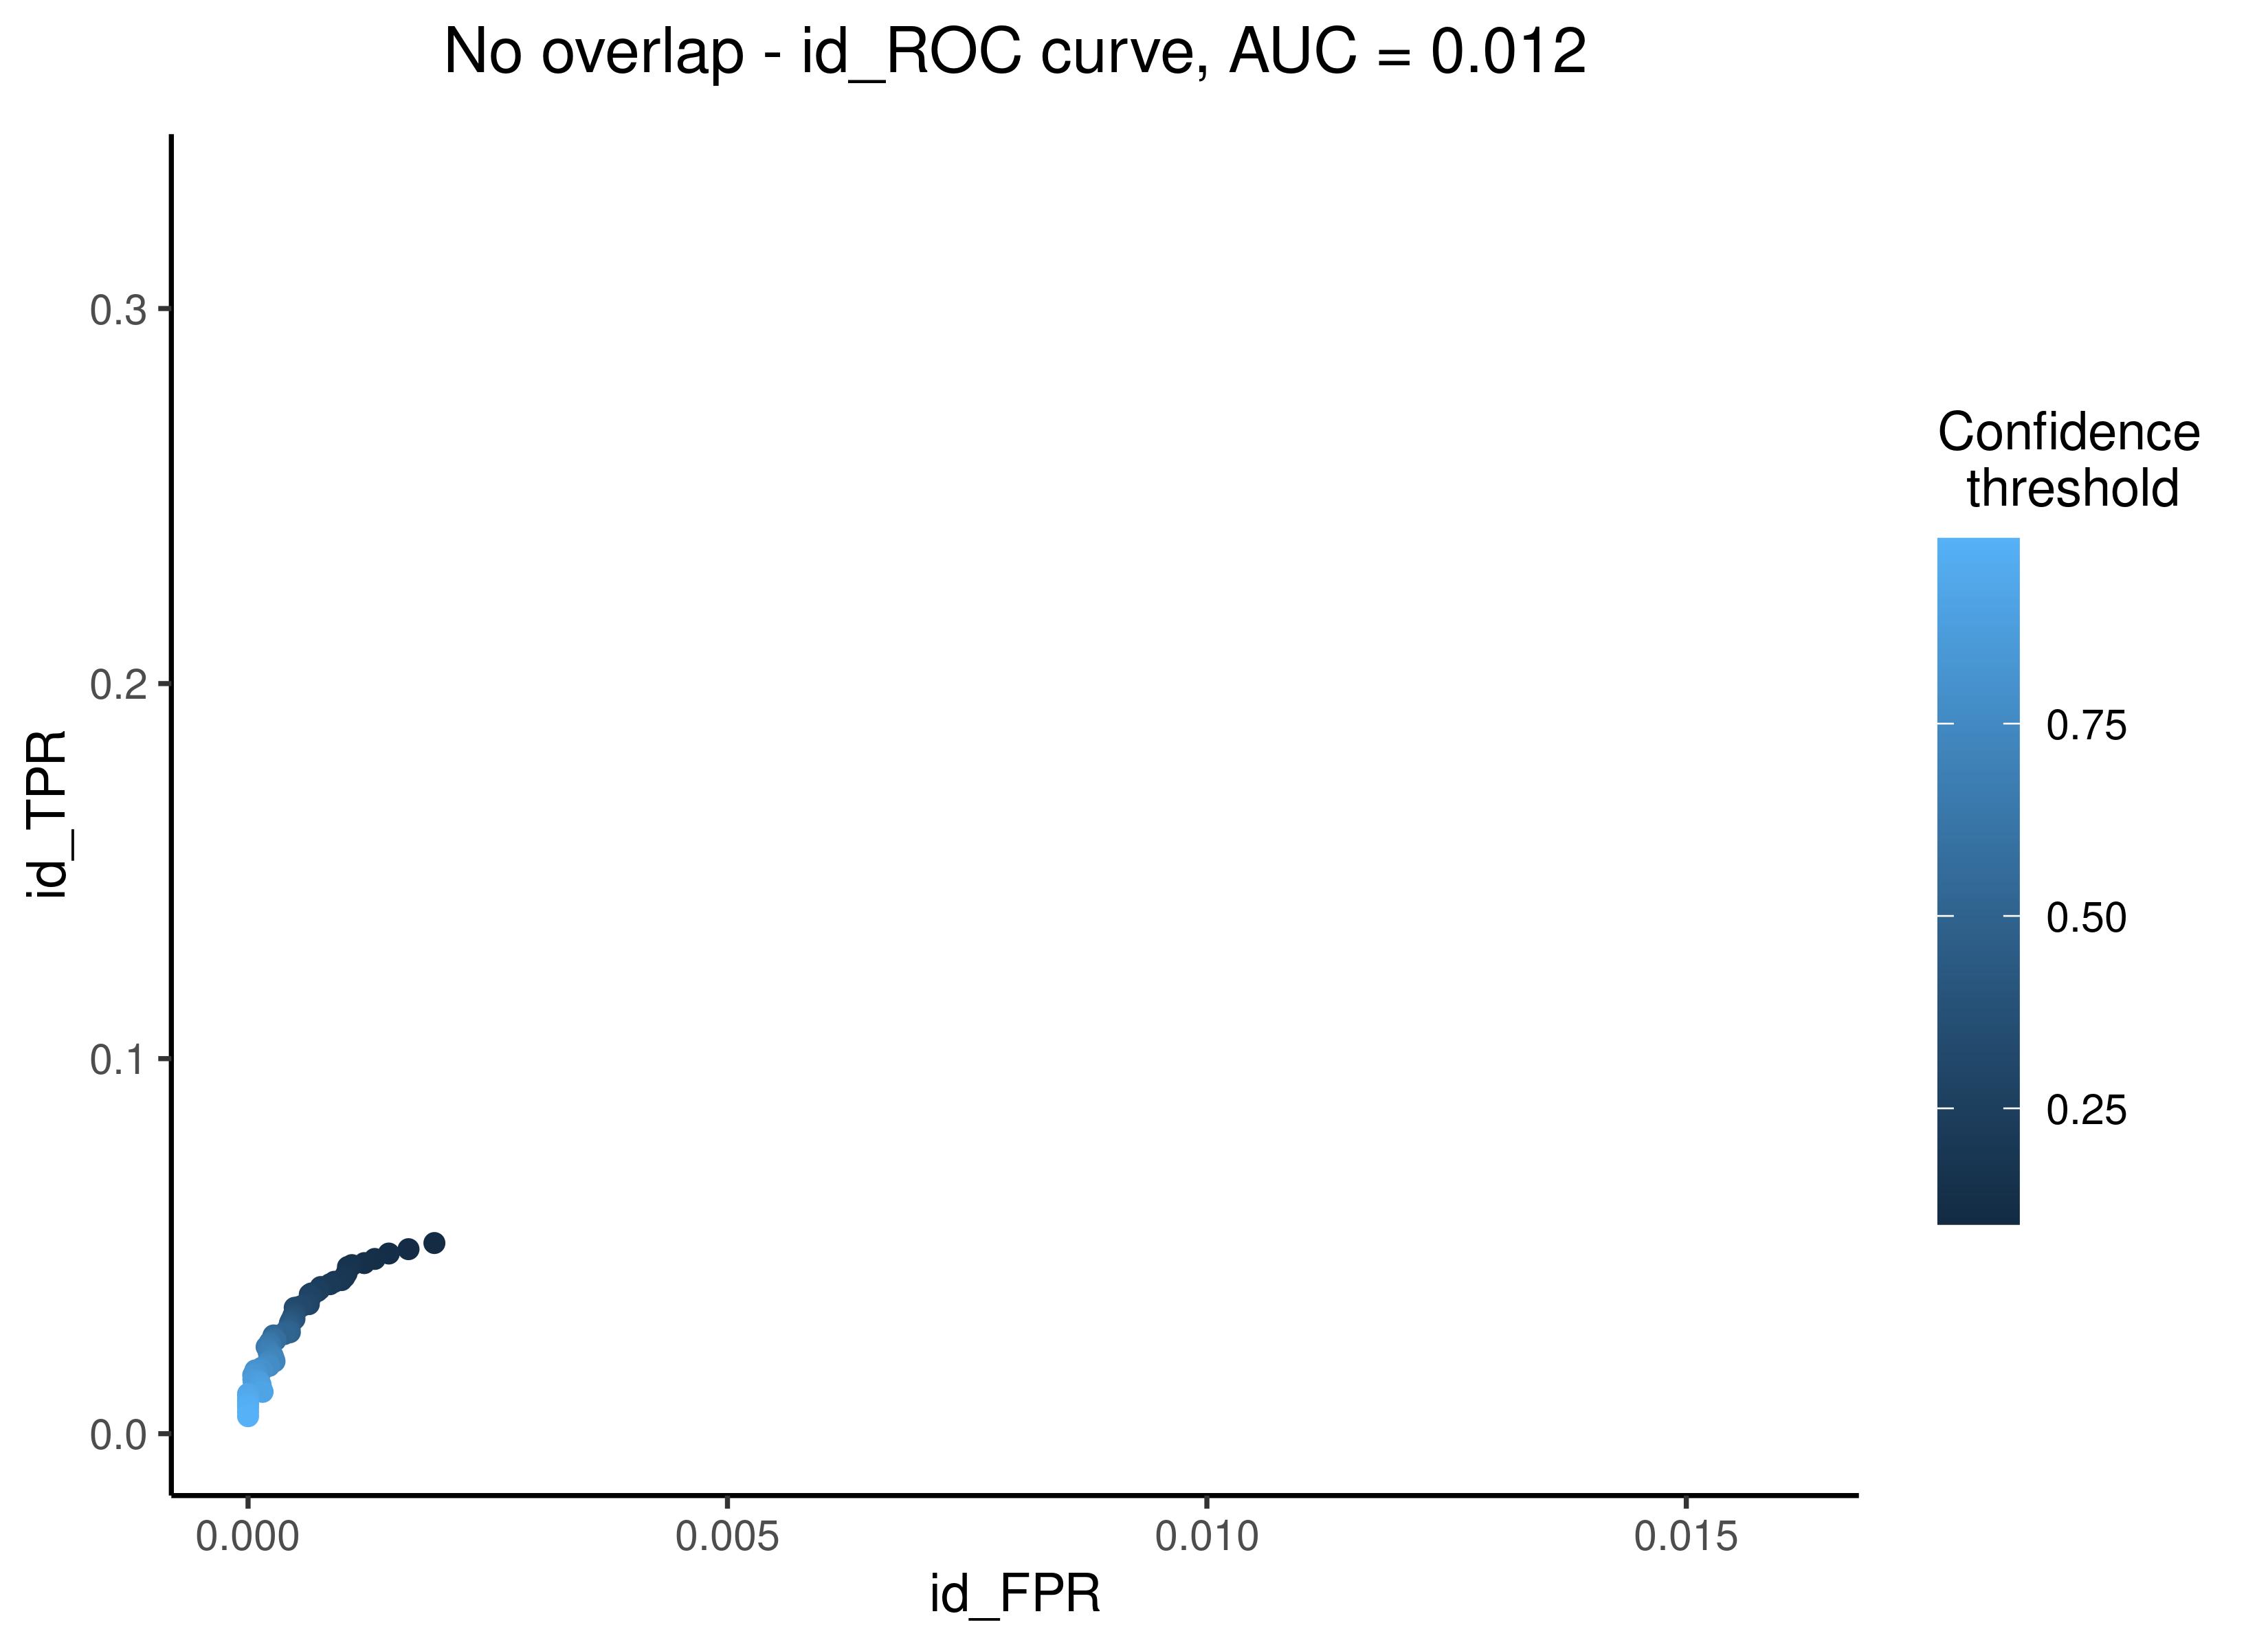 No overlap - id_ROC curve, AUC = 0.012
id_TPR
0.3
0.2
0.1
0.0
0.000 0.005 0.010 0.015
id_FPR
Confidence
threshold
0.75
0.50
0.25